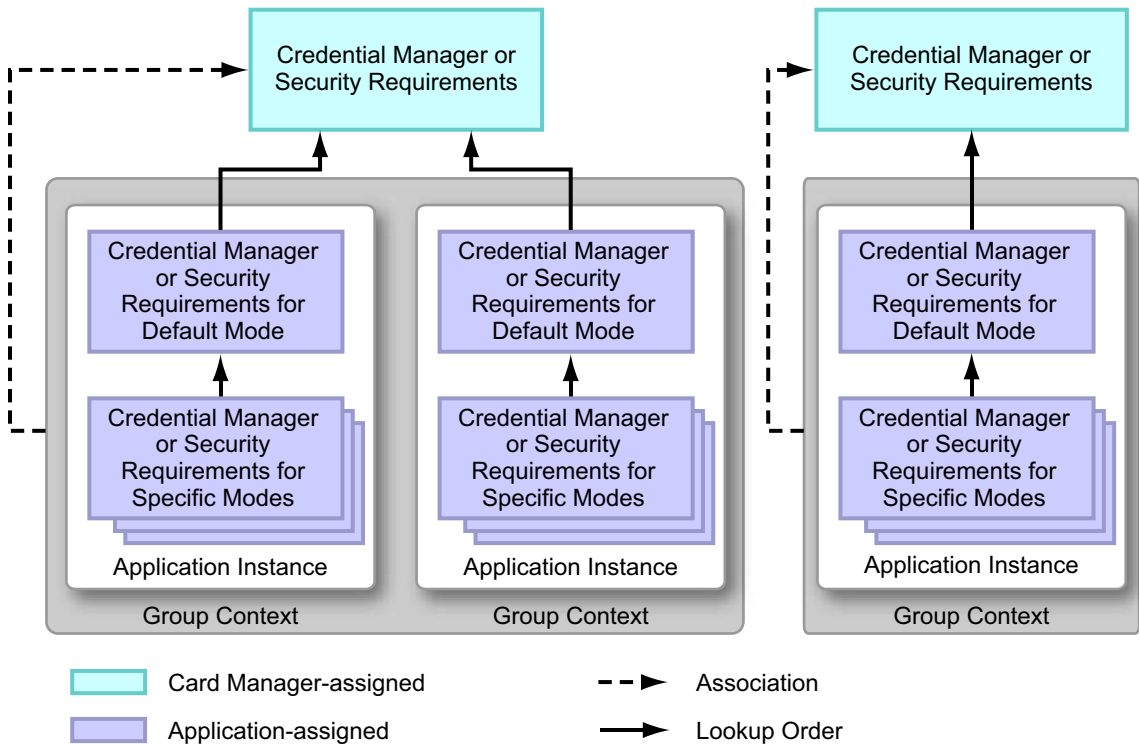 Credential Manager or
Security Requirements
Credential Manager or
Security Requirements
Credential Manager
or Security
Requirements for
Default Mode
Credential Manager
or Security
Requirements for
Default Mode
Credential Manager
or Security
Requirements for
Default Mode
Credential Manager
or Security
Requirements for
Specific Modes
Credential Manager
or Security
Requirements for
Specific Modes
Credential Manager
or Security
Requirements for
Specific Modes
Application Instance
Application Instance
Application Instance
Group Context
Group Context
Group Context
Card Manager-assigned
Association
Application-assigned
Lookup Order